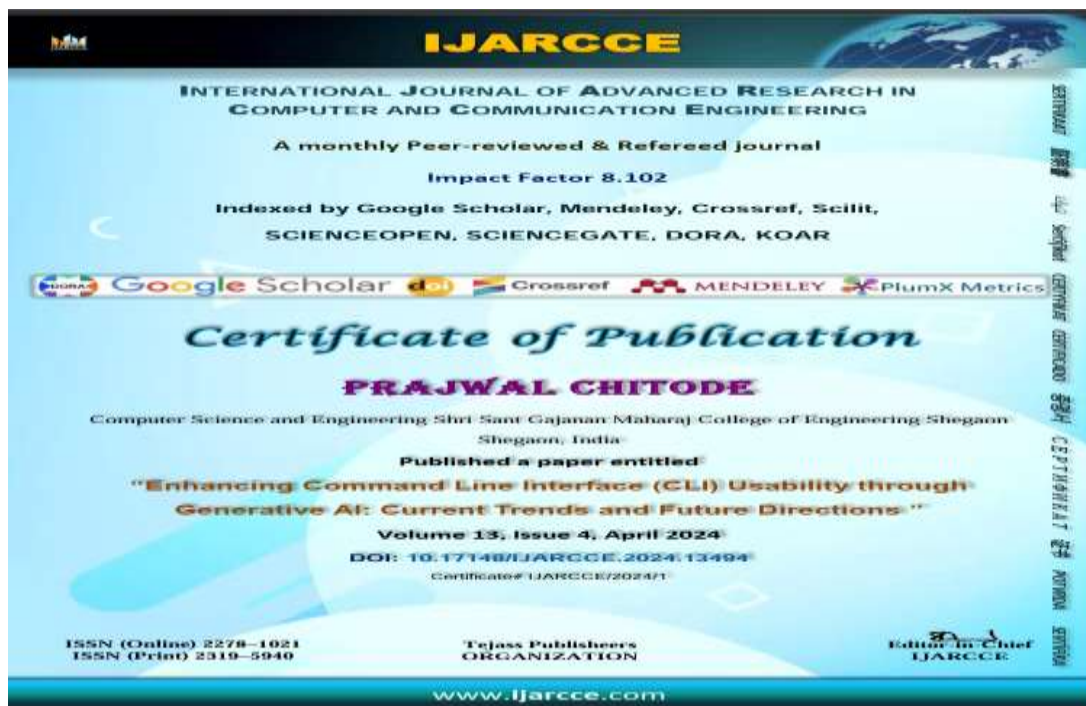 IJARCCE
INTERNATIONAL JOURNAL OF ADVANCED RESEARCH IN
COMPUTER AND COMMUNICATION ENGINEERING
A monthly Peer-reviewed & Refereed journal
Impact Factor 8.102
Indexed by Google Scholar, Mendeley, Crossref, Scilit,
SCIENCEOPEN, SCIENCEGATE, DORA, KOAR
DORA Google Scholar doi Crossref MENDELEY PlumX Metrics
Certificate of Publication
PRAJWAL CHITODE
Computer Science and Engineering Shri Sant Gajanan Maharaj College of Engineering Shegaon
Shegaon, India
Published a paper entitled
"Enhancing Command Line Interface (CLI) Usability through
Generative AI: Current Trends and Future Directions "
Volume 13, Issue 4, April 2024
DOI: 10.17148/IJARCCE.2024.13494
Certificate# IJARCCE/2024/1
ISSN (Online) 2278-1021
ISSN (Print) 2319-5940
Tejass Publisheers
ORGANIZATION
Editor-in-Chief
IJARCCE
www.ijarcce.com